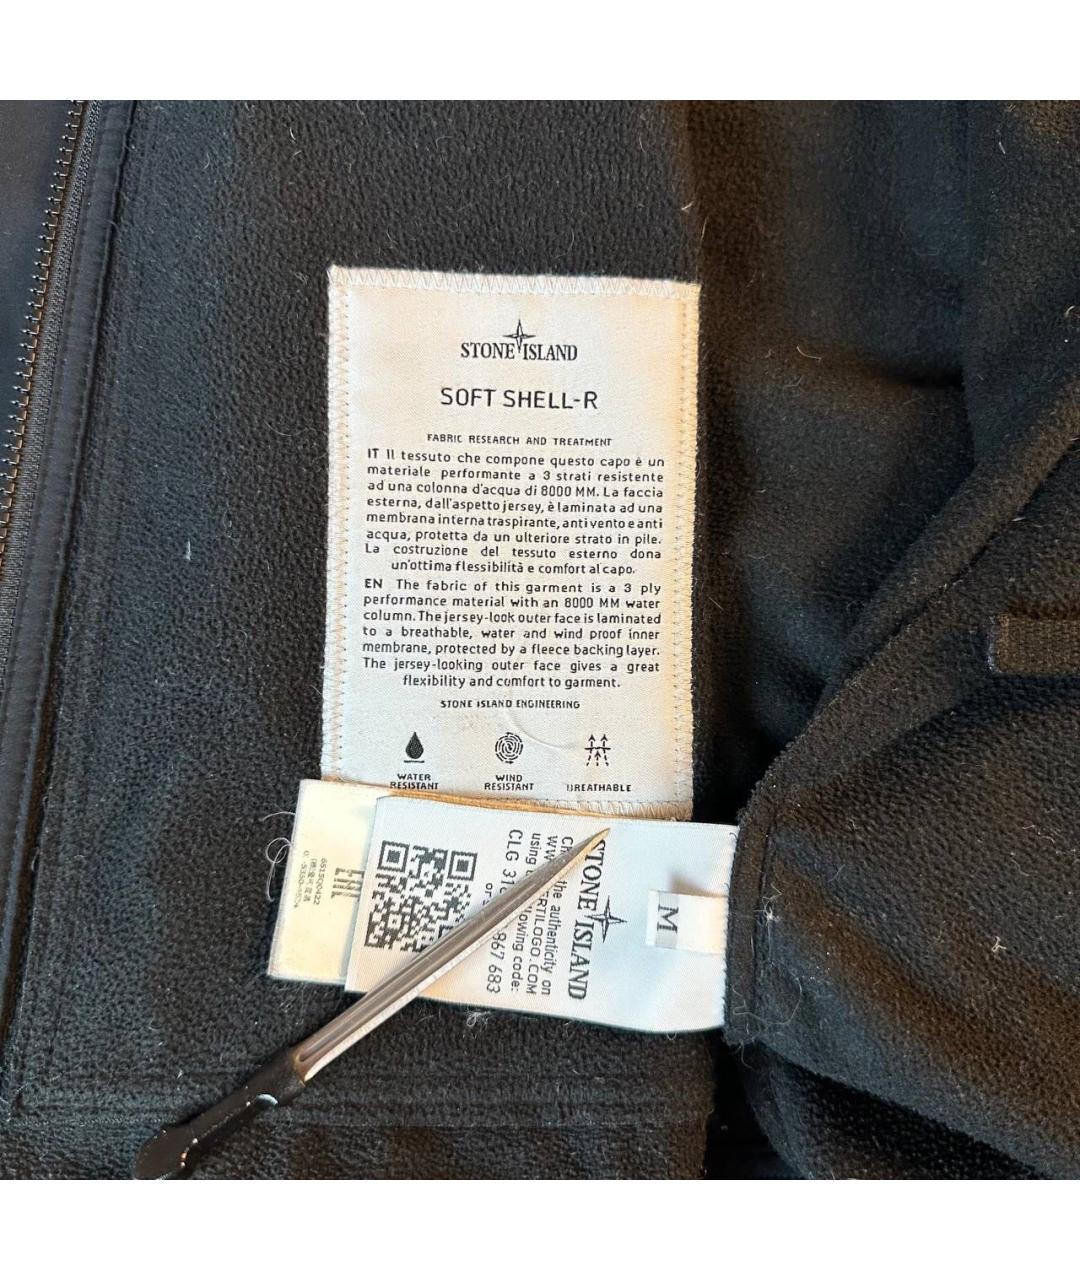 STONE ISLAND
SOFT SHELL-R
FABRIC RESEARCH AND TREATMENT
IT Il tessuto che compone questo capo è un
materiale performante a 3 strati resistente
ad una colonna d'acqua di 8000 MM. La faccia
esterna, dall'aspetto jersey, è laminata ad una
membrana interna traspirante, antivento e anti
acqua, protetta da un ulteriore strato in pile.
La costruzione del tessuto esterno dona
un'ottima flessibilità e comfort al capo.
EN The fabric of this garment is a 3 ply
performance material with an 8000 MM water
column. The jersey-look outer face is laminated
to a breathable, water and wind proof inner
membrane, protected by a fleece backing layer.
The jersey-looking outer face gives a great
flexibility and comfort to garment.
STONE ISLAND ENGINEERING
WATER
RESISTANT
WIND
RESISTANT
BREATHABLE
M
STONE ISLAND
the authenticity on
using
CLG
867 683
6515Q0422